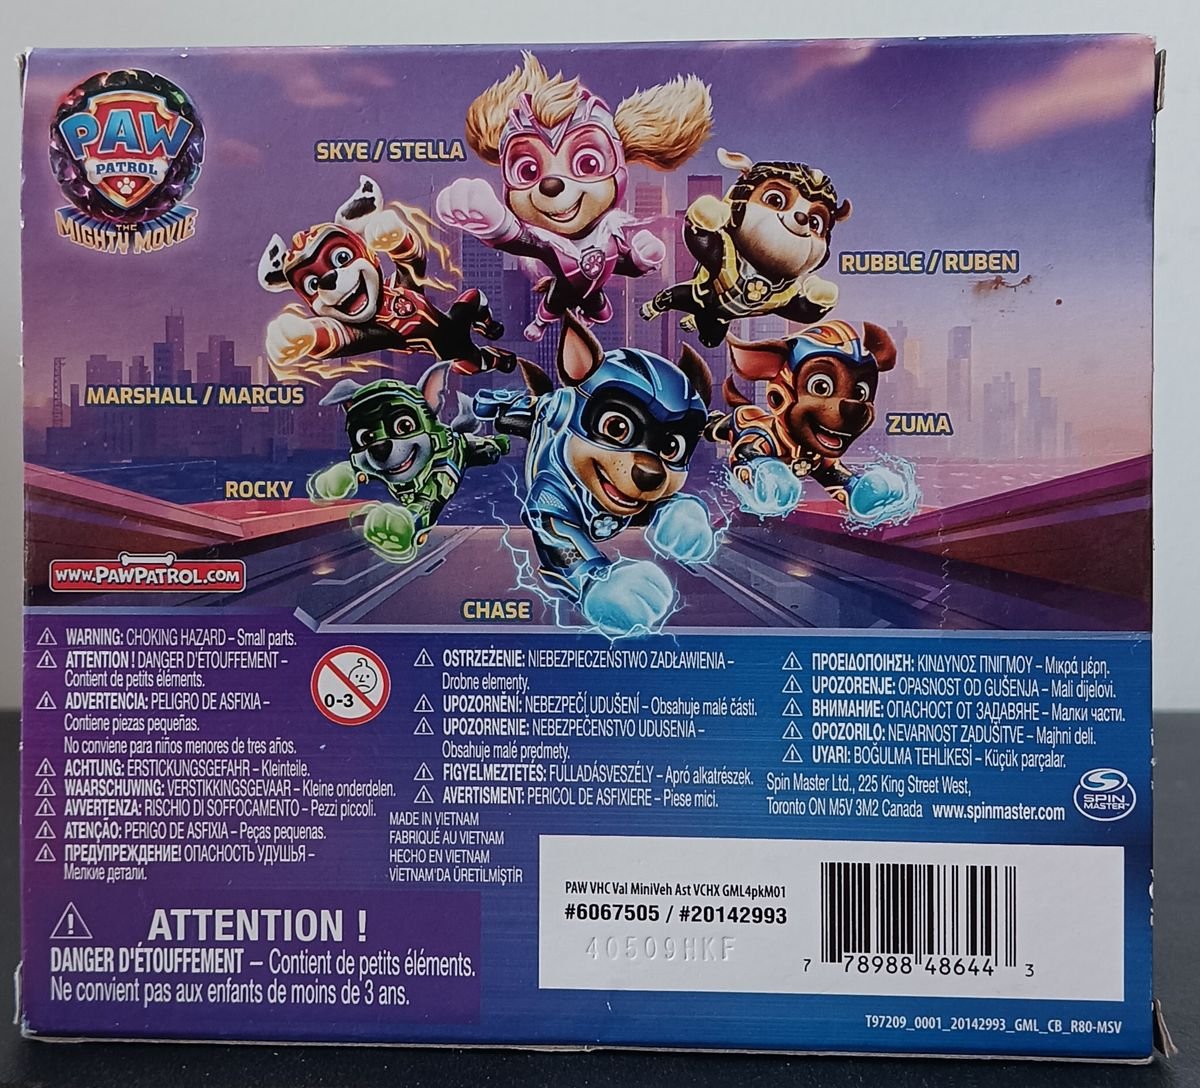 PAW
PATROL
THE
MIGHTY MOVIE
SKYE / STELLA
RUBBLE / RUBEN
MARSHALL / MARCUS
ZUMA
ROCKY
www.PAWPATROL.COM
CHASE
⚠ WARNING: CHOKING HAZARD – Small parts.
⚠ ATTENTION ! DANGER D'ÉTOUFFEMENT –
Contient de petits éléments.
⚠ ADVERTENCIA: PELIGRO DE ASFIXIA –
Contiene piezas pequeñas.
No conviene para niños menores de tres años.
⚠ ACHTUNG: ERSTICKUNGSGEFAHR – Kleinteile.
⚠ WAARSCHUWING: VERSTIKKINGSGEVAAR – Kleine onderdelen.
⚠ AVVERTENZA: RISCHIO DI SOFFOCAMENTO – Pezzi piccoli.
⚠ ATENÇÃO: PERIGO DE ASFIXIA – Peças pequenas.
⚠ ПРЕДУПРЕЖДЕНИЕ! ОПАСНОСТЬ УДУШЬЯ –
Мелкие детали.
0-3
⚠ OSTRZEŻENIE: NIEBEZPIECZEŃSTWO ZADŁAWIENIA –
Drobne elementy.
⚠ UPOZORNĚNÍ: NEBEZPEČÍ UDUŠENÍ – Obsahuje malé části.
⚠ UPOZORNENIE: NEBEZPEČENSTVO UDUSENIA –
Obsahuje malé predmety.
⚠ FIGYELMEZTETÉS: FULLADÁSVESZÉLY – Apró alkatrészek.
⚠ AVERTISMENT: PERICOL DE ASFIXIERE – Piese mici.
⚠ ΠΡΟΕΙΔΟΠΟΙΗΣΗ: ΚΙΝΔΥΝΟΣ ΠΝΙΓΜΟΥ – Μικρά μέρη.
⚠ UPOZORENJE: OPASNOST OD GUŠENJA – Mali dijelovi.
⚠ ВНИМАНИЕ: ОПАСНОСТ ОТ ЗАДАВЯНЕ – Малки части.
⚠ OPOZORILO: NEVARNOST ZADUŠITVE – Majhni deli.
⚠ UYARI: BOĞULMA TEHLİKESİ – Küçük parçalar.
Spin Master Ltd., 225 King Street West,
Toronto ON M5V 3M2 Canada www.spinmaster.com
SPIN
MASTER
MADE IN VIETNAM
FABRIQUÉ AU VIETNAM
HECHO EN VIETNAM
VİETNAM'DA ÜRETİLMİŞTİR
⚠ ATTENTION !
DANGER D'ÉTOUFFEMENT – Contient de petits éléments.
Ne convient pas aux enfants de moins de 3 ans.
PAW VHC Val MiniVeh Ast VCHX GML4pkM01
#6067505 / #20142993
40509HKF
7 78988 48644 3
T97209_0001_20142993_GML_CB_R80-MSV